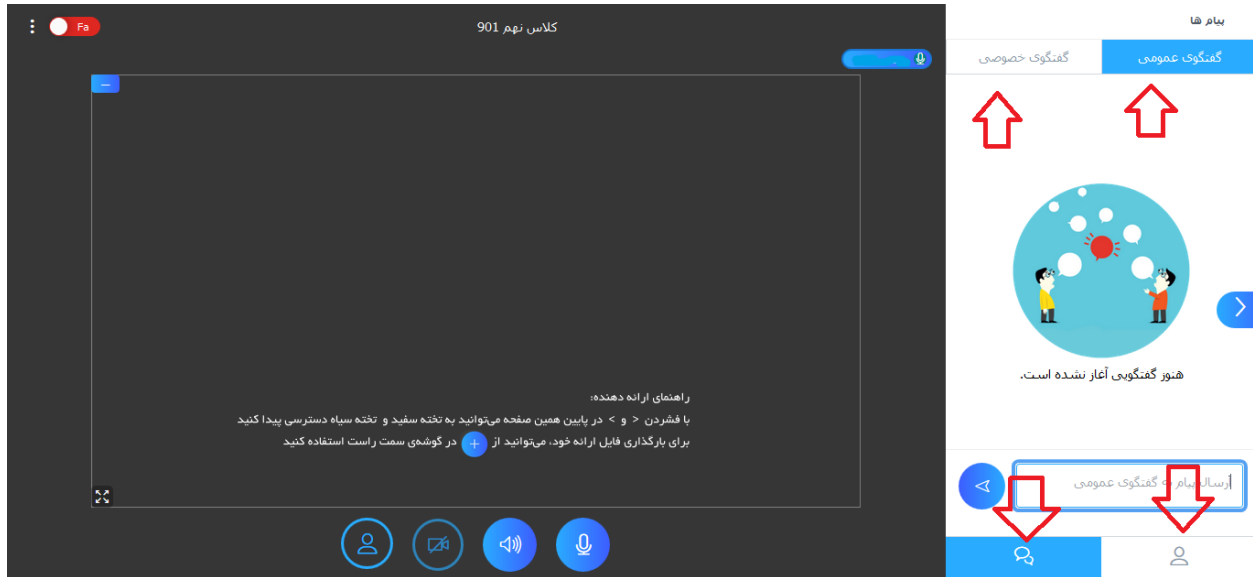 پیام ها
گفتگوی عمومی
گفتگوی خصوصی
هنوز گفتگویی آغاز نشده است.
ارسال پیام به گفتگوی عمومی
کلاس نهم 901
Fa
راهنمای ارائه دهنده:
با فشردن < و > در پایین همین صفحه می‌توانید به تخته سفید و تخته سیاه دسترسی پیدا کنید
برای بارگذاری فایل ارائه خود، می‌توانید از + در گوشه‌ی سمت راست استفاده کنید